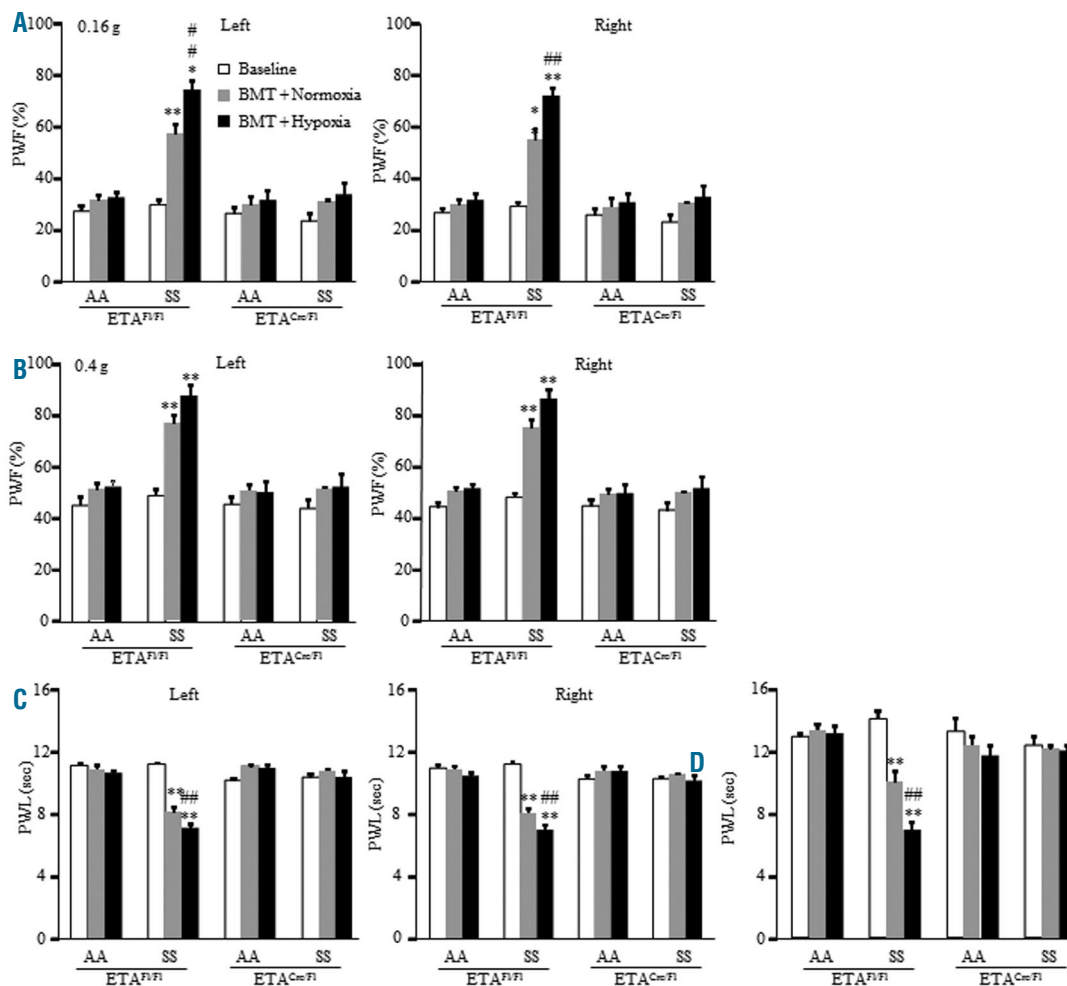 A
0.16 g
Left
Right
PWF (%)
100
80
60
40
20
0
Baseline
BMT + Normoxia
BMT + Hypoxia
**
#
#
*
AA
SS
AA
SS
ETA^Fl/Fl
ETA^Cre/Fl
PWF (%)
100
80
60
40
20
0
*
*
##
**
AA
SS
AA
SS
ETA^Fl/Fl
ETA^Cre/Fl
B
0.4 g
Left
Right
PWF (%)
100
80
60
40
20
0
**
**
AA
SS
AA
SS
ETA^Fl/Fl
ETA^Cre/Fl
PWF (%)
100
80
60
40
20
0
**
**
AA
SS
AA
SS
ETA^Fl/Fl
ETA^Cre/Fl
C
Left
Right
PWL (sec)
16
12
8
4
0
**
##
**
AA
SS
AA
SS
ETA^Fl/Fl
ETA^Cre/Fl
PWL (sec)
16
12
8
4
0
**
##
**
AA
SS
AA
SS
ETA^Fl/Fl
ETA^Cre/Fl
D
PWL (sec)
16
12
8
4
0
**
##
**
AA
SS
AA
SS
ETA^Fl/Fl
ETA^Cre/Fl